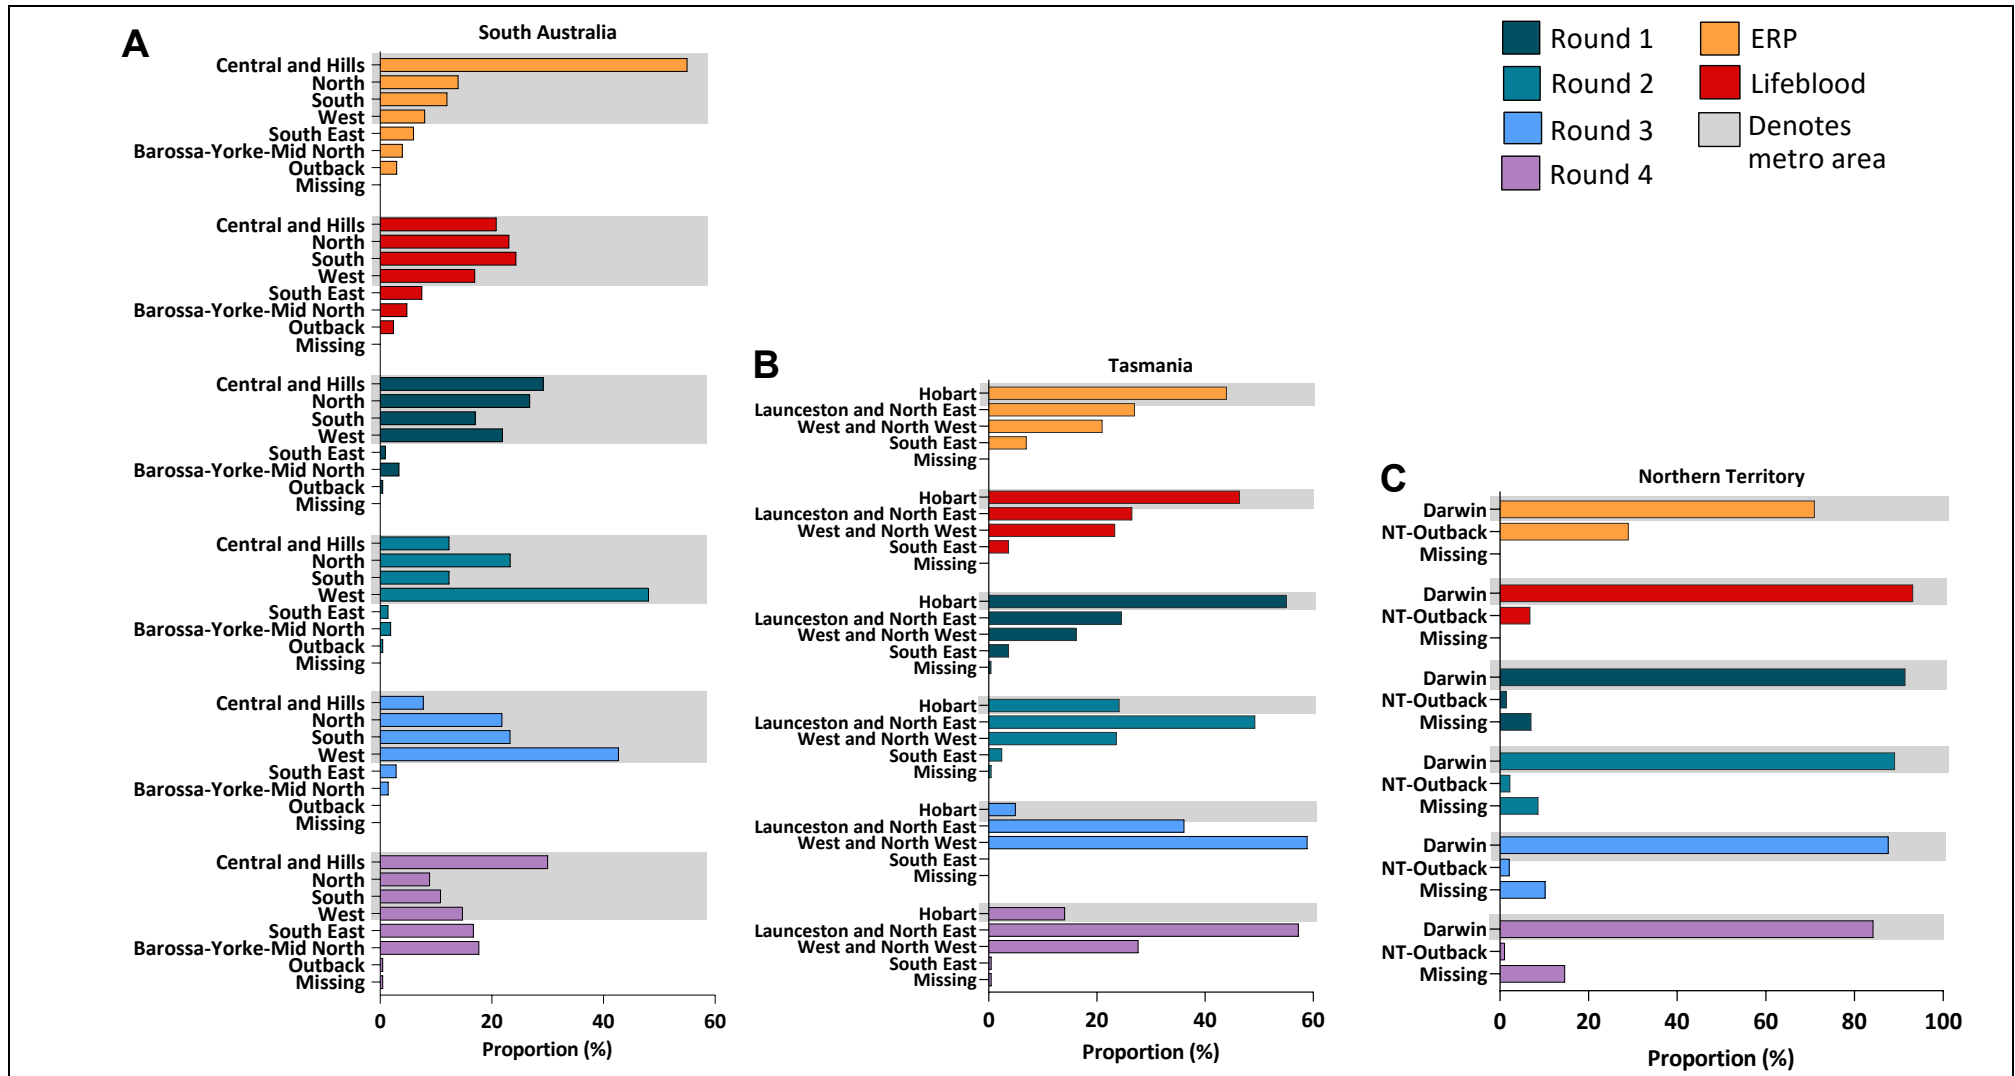 A
South Australia
Central and Hills
North
South
West
South East
Barossa-Yorke-Mid North
Outback
Missing
Central and Hills
North
South
West
South East
Barossa-Yorke-Mid North
Outback
Missing
Central and Hills
North
South
West
South East
Barossa-Yorke-Mid North
Outback
Missing
Central and Hills
North
South
West
South East
Barossa-Yorke-Mid North
Outback
Missing
Central and Hills
North
South
West
South East
Barossa-Yorke-Mid North
Outback
Missing
Central and Hills
North
South
West
South East
Barossa-Yorke-Mid North
Outback
Missing
0 20 40 60
Proportion (%)
B
Tasmania
Hobart
Launceston and North East
West and North West
South East
Missing
Hobart
Launceston and North East
West and North West
South East
Missing
Hobart
Launceston and North East
West and North West
South East
Missing
Hobart
Launceston and North East
West and North West
South East
Missing
Hobart
Launceston and North East
West and North West
South East
Missing
Hobart
Launceston and North East
West and North West
South East
Missing
0 20 40 60
Proportion (%)
C
Northern Territory
Darwin
NT-Outback
Missing
Darwin
NT-Outback
Missing
Darwin
NT-Outback
Missing
Darwin
NT-Outback
Missing
Darwin
NT-Outback
Missing
Darwin
NT-Outback
Missing
0 20 40 60 80 100
Proportion (%)
Round 1
Round 2
Round 3
Round 4
ERP
Lifeblood
Denotes
metro area